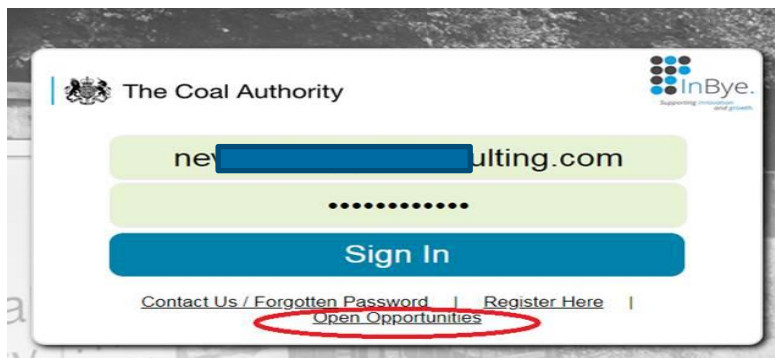 The Coal Authority
InBye.
Supporting innovation
and growth.
ulting.com
••••••••••••
Sign In
Contact Us / Forgotten Password | Register Here |
Open Opportunities